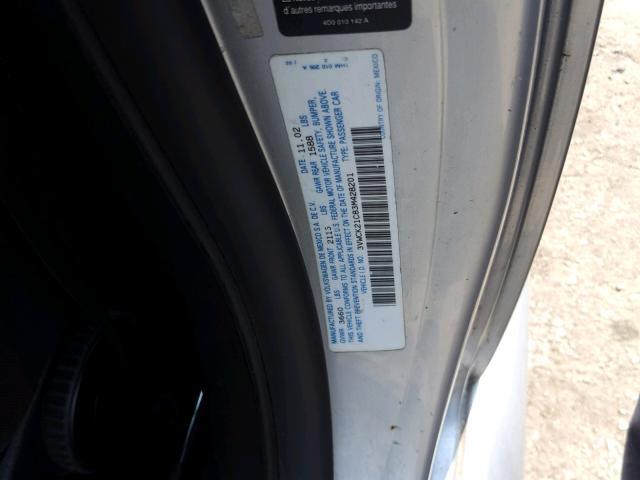 d'autres remarques importantes
4D0 010 142 A
MANUFACTURED BY VOLKSWAGEN DE MEXICO S.A. DE C.V. DATE 11.02
GVWR 3660 LBS GAWR FRONT 2115 LBS GAWR REAR 1588 LBS
THIS VEHICLE CONFORMS TO ALL APPLICABLE U.S. FEDERAL MOTOR VEHICLE SAFETY, BUMPER,
AND THEFT PREVENTION STANDARDS IN EFFECT ON THE DATE OF MANUFACTURE SHOWN ABOVE.
VEHICLE I.D. NO. 3VWCK21C83M428201 TYPE: PASSENGER CAR
COUNTRY OF ORIGIN: MEXICO